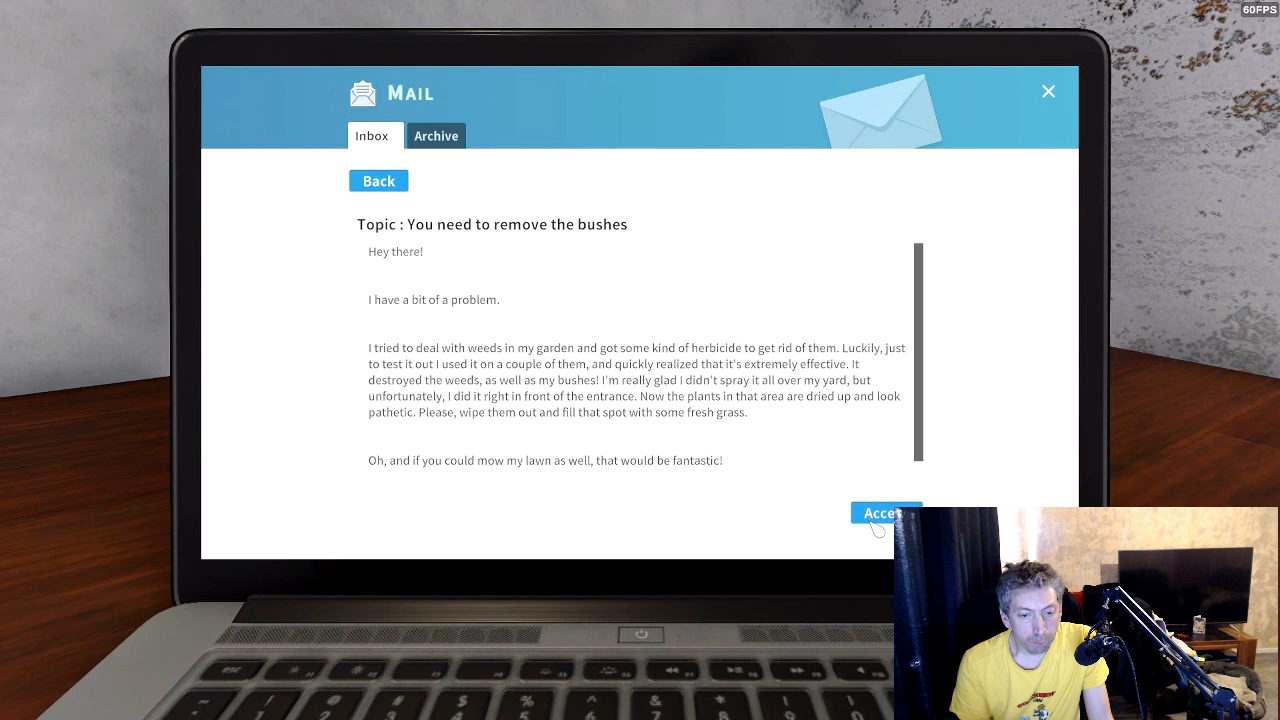 60FPS
MAIL
Inbox
Archive
Back
Topic : You need to remove the bushes
Hey there!
I have a bit of a problem.
I tried to deal with weeds in my garden and got some kind of herbicide to get rid of them. Luckily, just
to test it out I used it on a couple of them, and quickly realized that it's extremely effective. It
destroyed the weeds, as well as my bushes! I'm really glad I didn't spray it all over my yard, but
unfortunately, I did it right in front of the entrance. Now the plants in that area are dried up and look
pathetic. Please, wipe them out and fill that spot with some fresh grass.
Oh, and if you could mow my lawn as well, that would be fantastic!